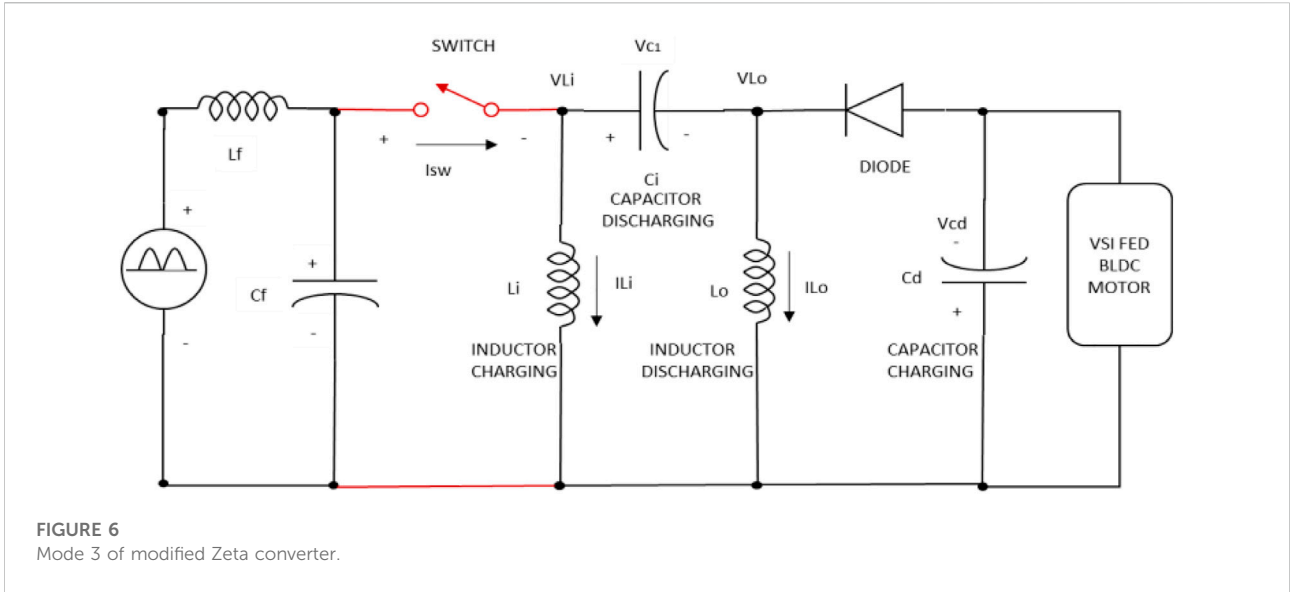 SWITCH
Vc1
VLi
VLo
Lf
+
-
Isw
+
-
DIODE
Ci
CAPACITOR
DISCHARGING
+
-
Cf
+
-
Li
ILi
Lo
ILo
Vcd
-
Cd
+
VSI FED
BLDC
MOTOR
INDUCTOR
CHARGING
INDUCTOR
DISCHARGING
CAPACITOR
CHARGING
FIGURE 6
Mode 3 of modified Zeta converter.